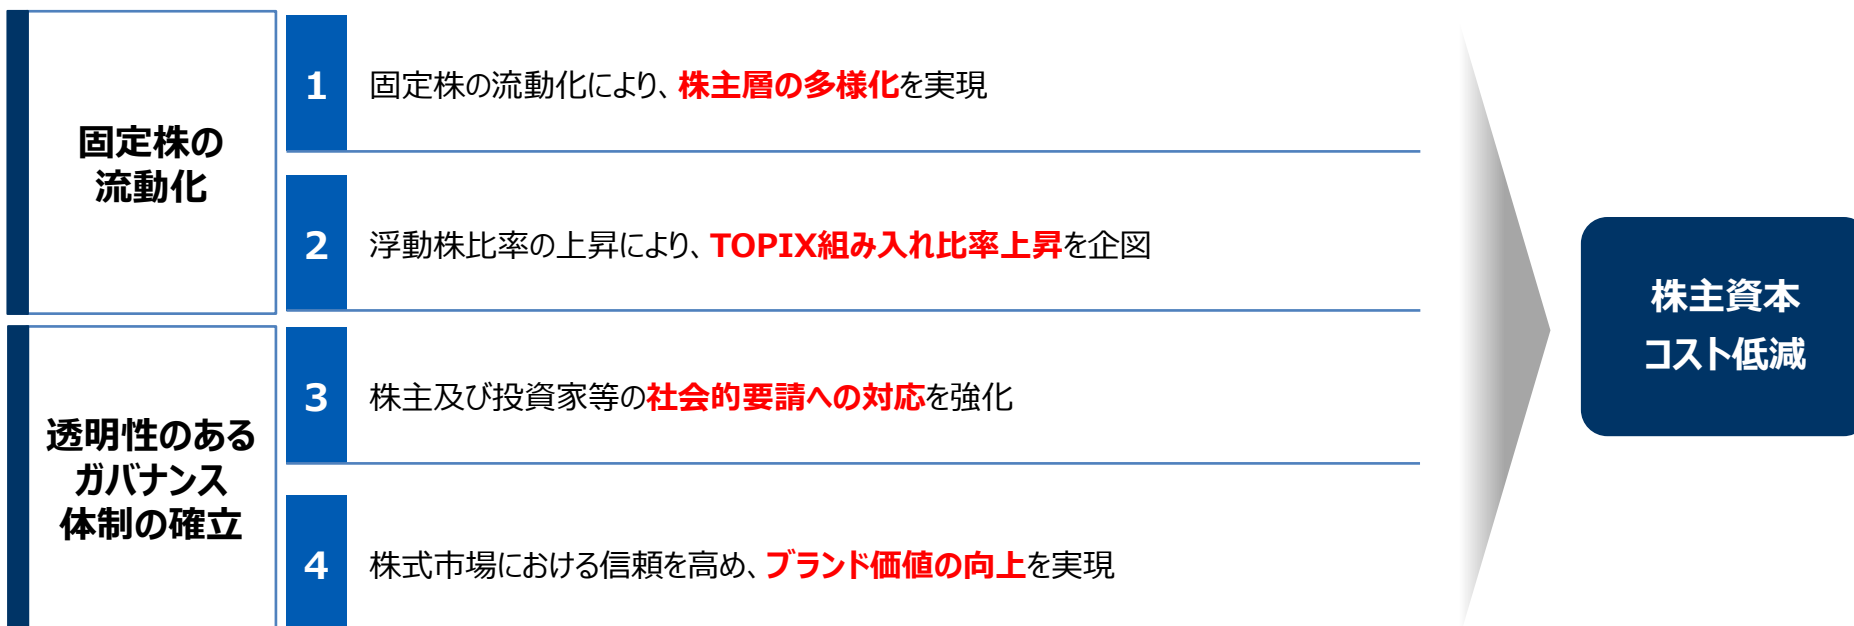 固定株の
流動化
1
固定株の流動化により、株主層の多様化を実現
2
浮動株比率の上昇により、TOPIX組み入れ比率上昇を企図
透明性のある
ガバナンス
体制の確立
3
株主及び投資家等の社会的要請への対応を強化
4
株式市場における信頼を高め、ブランド価値の向上を実現
株主資本
コスト低減